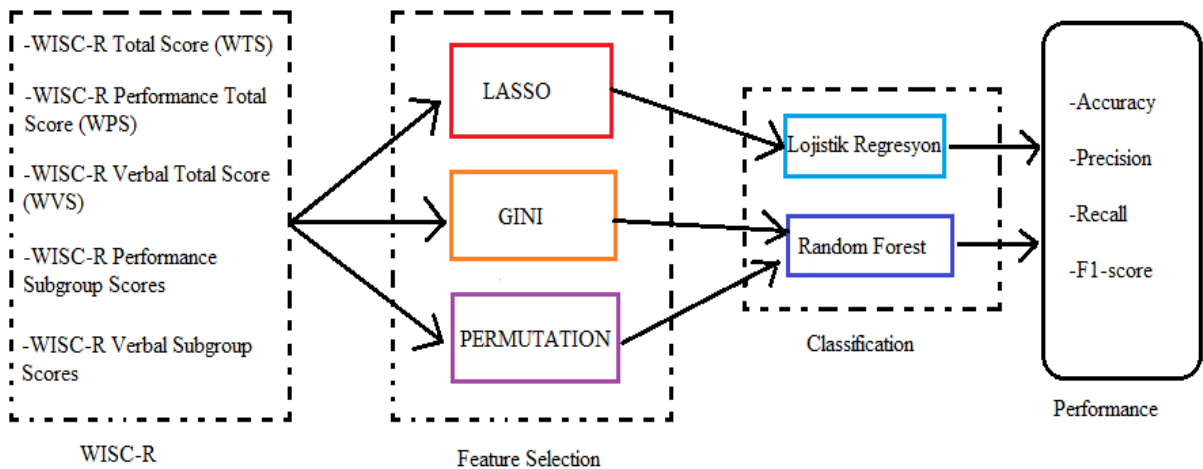 -WISC-R Total Score (WTS)
-WISC-R Performance Total
Score (WPS)
-WISC-R Verbal Total Score
(WVS)
-WISC-R Performance
Subgroup Scores
-WISC-R Verbal Subgroup
Scores
WISC-R
LASSO
GINI
PERMUTATION
Feature Selection
Lojistik Regresyon
Random Forest
Classification
-Accuracy
-Precision
-Recall
-F1-score
Performance